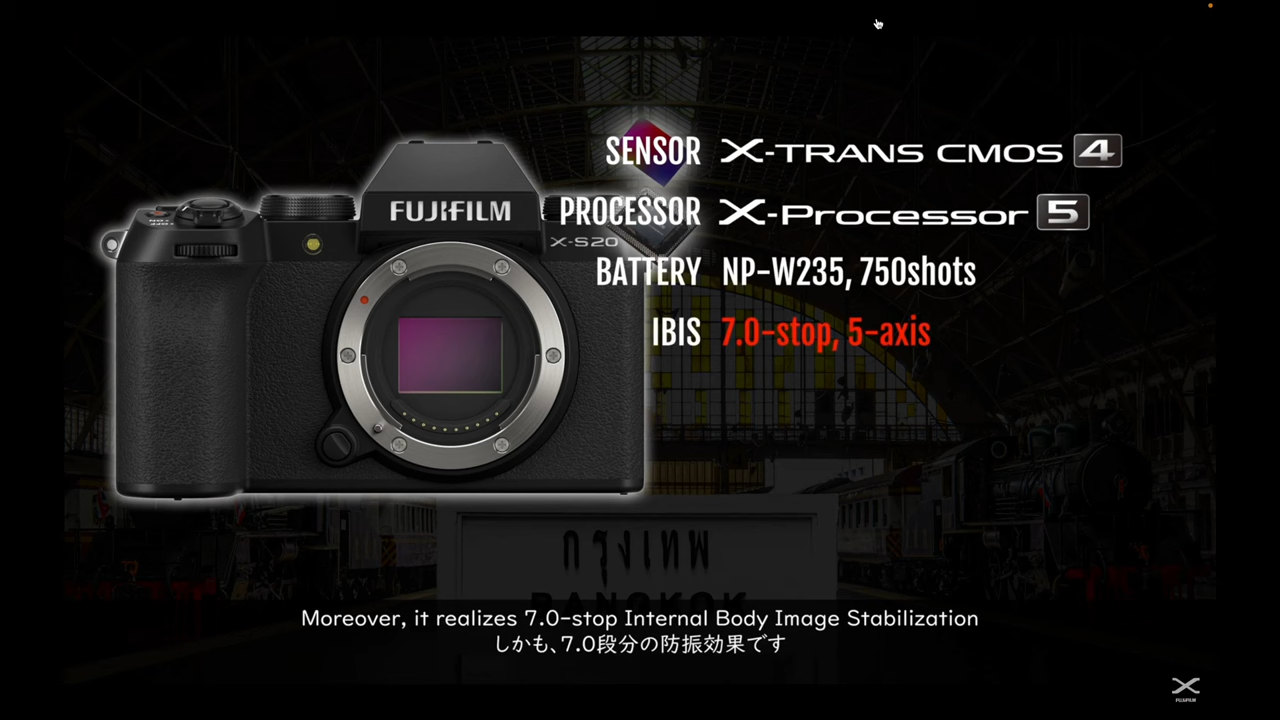 SENSOR X-TRANS CMOS 4
PROCESSOR X-Processor 5
BATTERY NP-W235, 750shots
IBIS 7.0-stop, 5-axis
FUJIFILM
X-S20
กรุงเทพ
BANGKOK
Moreover, it realizes 7.0-stop Internal Body Image Stabilization
しかも、7.0段分の防振効果です
X
FUJIFILM